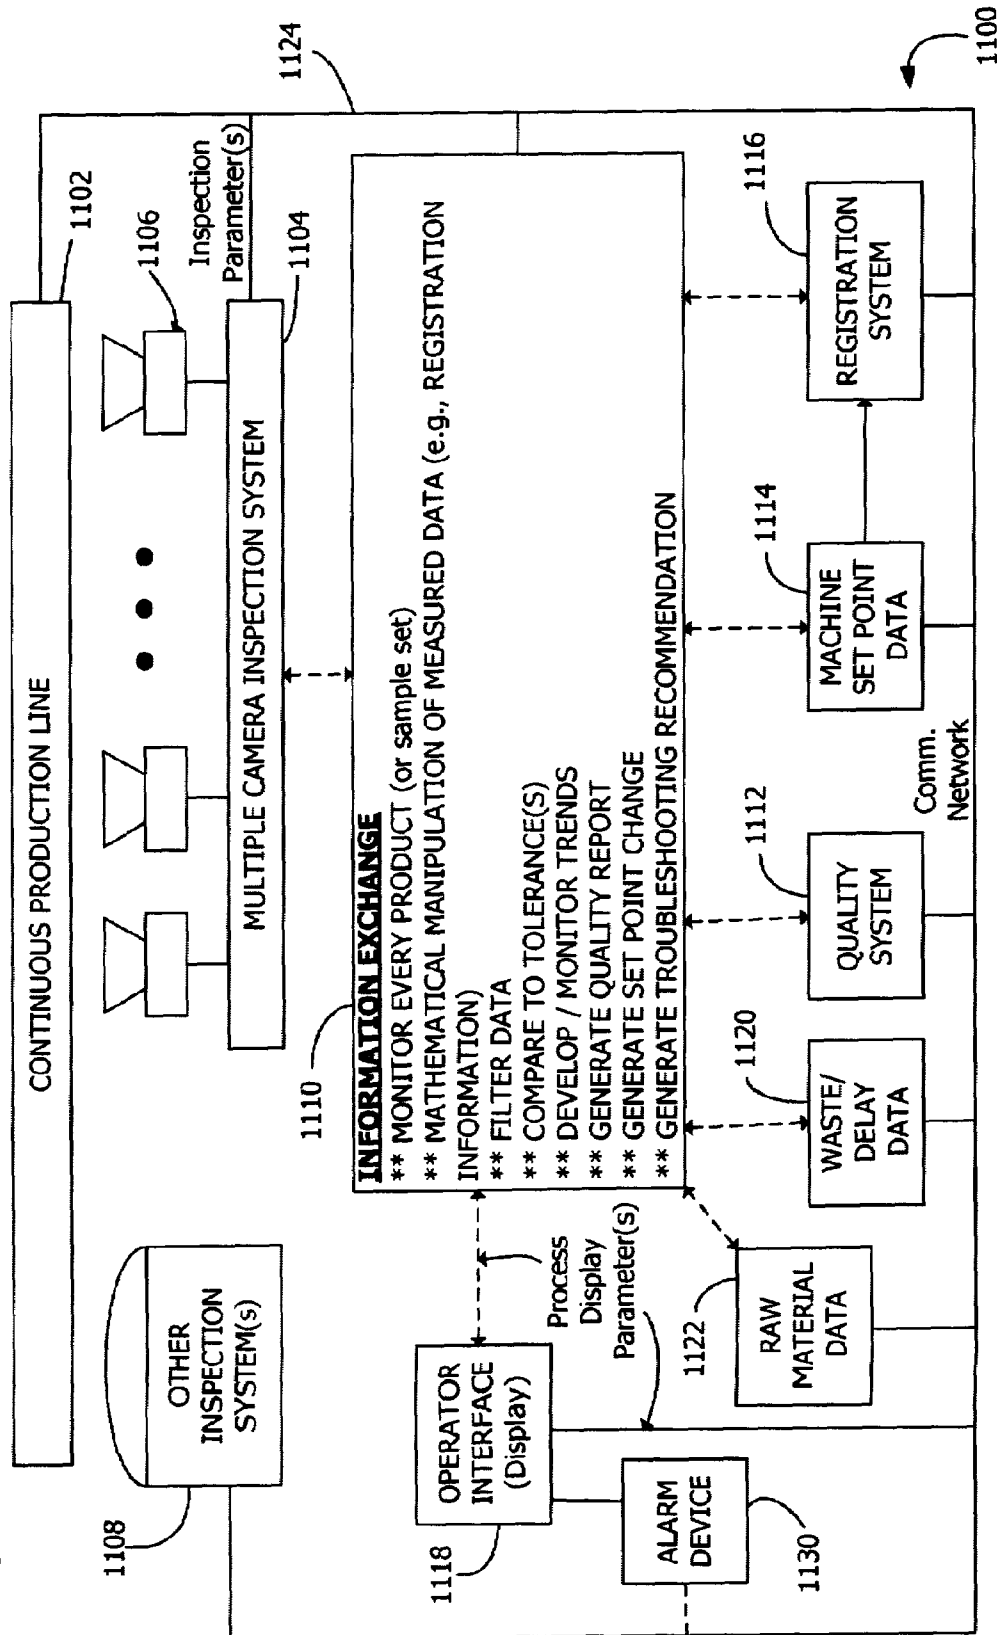 CONTINUOUS PRODUCTION LINE
1102
1106
Inspection
Parameter(s)
1124
OTHER
INSPECTION
SYSTEM(s)
1108
MULTIPLE CAMERA INSPECTION SYSTEM
1104
1110
INFORMATION EXCHANGE
** MONITOR EVERY PRODUCT (or sample set)
** MATHEMATICAL MANIPULATION OF MEASURED DATA (e.g., REGISTRATION
INFORMATION)
** FILTER DATA
** COMPARE TO TOLERANCE(S)
** DEVELOP / MONITOR TRENDS
** GENERATE QUALITY REPORT
** GENERATE SET POINT CHANGE
** GENERATE TROUBLESHOOTING RECOMMENDATION
OPERATOR
INTERFACE
(Display)
1118
Process
Display
Parameter(s)
ALARM
DEVICE
1130
1122
RAW
MATERIAL
DATA
1120
WASTE/
DELAY
DATA
1112
QUALITY
SYSTEM
1114
MACHINE
SET POINT
DATA
1116
REGISTRATION
SYSTEM
Comm.
Network
1100